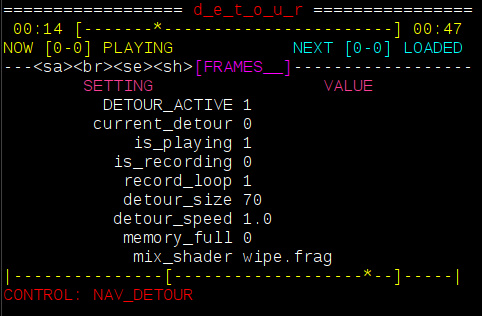 ================== d_e_t_o_u_r ================
00:14 [-------*-----------------------] 00:47
NOW [0-0] PLAYING NEXT [0-0] LOADED
---<sa><br><se><sh>[FRAMES__]------------------
SETTING VALUE
DETOUR_ACTIVE 1
current_detour 0
is_playing 1
is_recording 0
record_loop 1
detour_size 70
detour_speed 1.0
memory_full 0
mix_shader wipe.frag
|---------------[-------------------*--]-----|
CONTROL: NAV_DETOUR